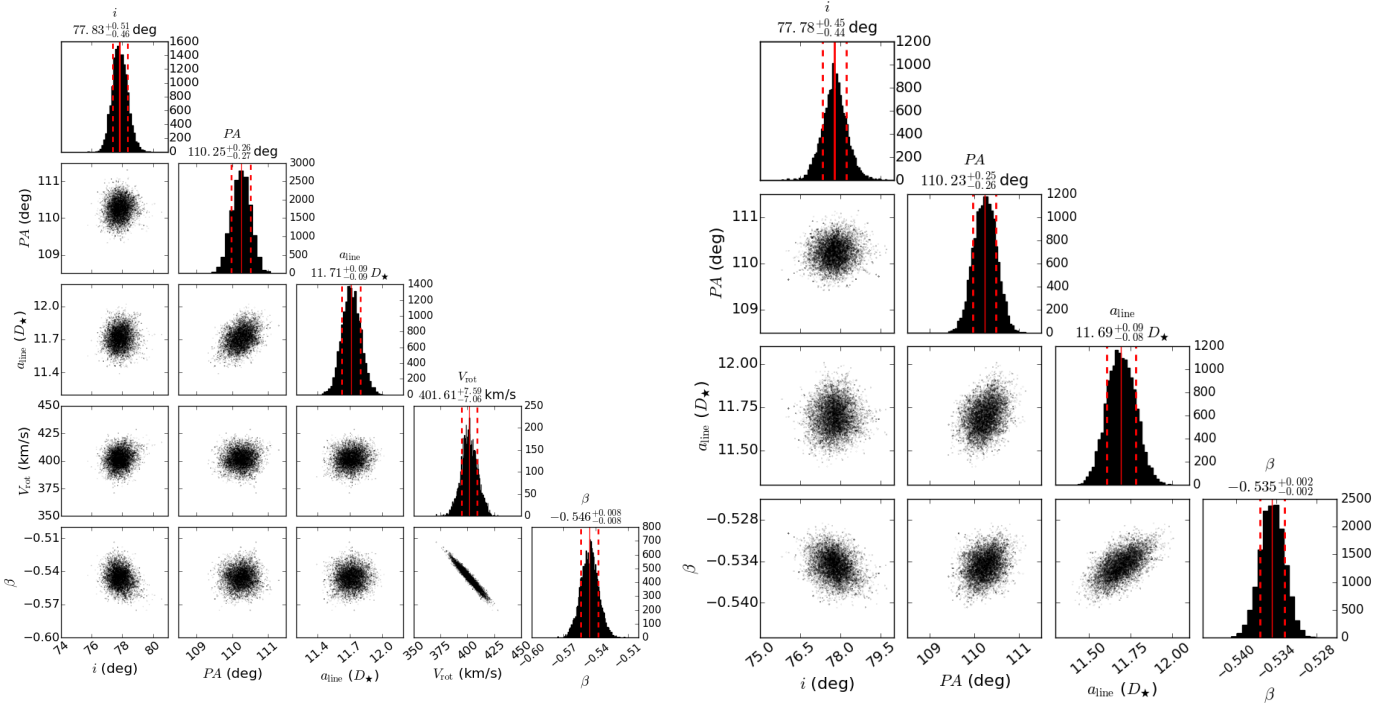 i
77.83+0.51−0.46 deg
1600
1400
1200
1000
800
600
400
200
0
PA
110.25+0.26−0.27 deg
3000
2500
2000
1500
1000
500
0
PA (deg)
111
110
109
a_line
11.71+0.09−0.09 D★
1400
1200
1000
800
600
400
200
0
a_line (D★)
12.0
11.7
11.4
V_rot
401.61+7.59−7.06 km/s
250
200
150
100
50
0
V_rot (km/s)
450
425
400
375
350
β
−0.546+0.008−0.008
800
700
600
500
400
300
200
100
0
β
−0.51
−0.54
−0.57
−0.60
74 76 78 80
i (deg)
109 110 111
PA (deg)
11.4 11.7 12.0
a_line (D★)
350 375 400 425 450
V_rot (km/s)
−0.60 −0.57 −0.54 −0.51
β
i
77.78+0.45−0.44 deg
1200
1000
800
600
400
200
0
PA
110.23+0.25−0.26 deg
1200
1000
800
600
400
200
0
PA (deg)
111
110
109
a_line
11.69+0.09−0.08 D★
1200
1000
800
600
400
200
0
a_line (D★)
12.00
11.75
11.50
β
−0.535+0.002−0.002
2500
2000
1500
1000
500
0
β
−0.528
−0.534
−0.540
75.0 76.5 78.0 79.5
i (deg)
109 110 111
PA (deg)
11.50 11.75 12.00
a_line (D★)
−0.540 −0.534 −0.528
β